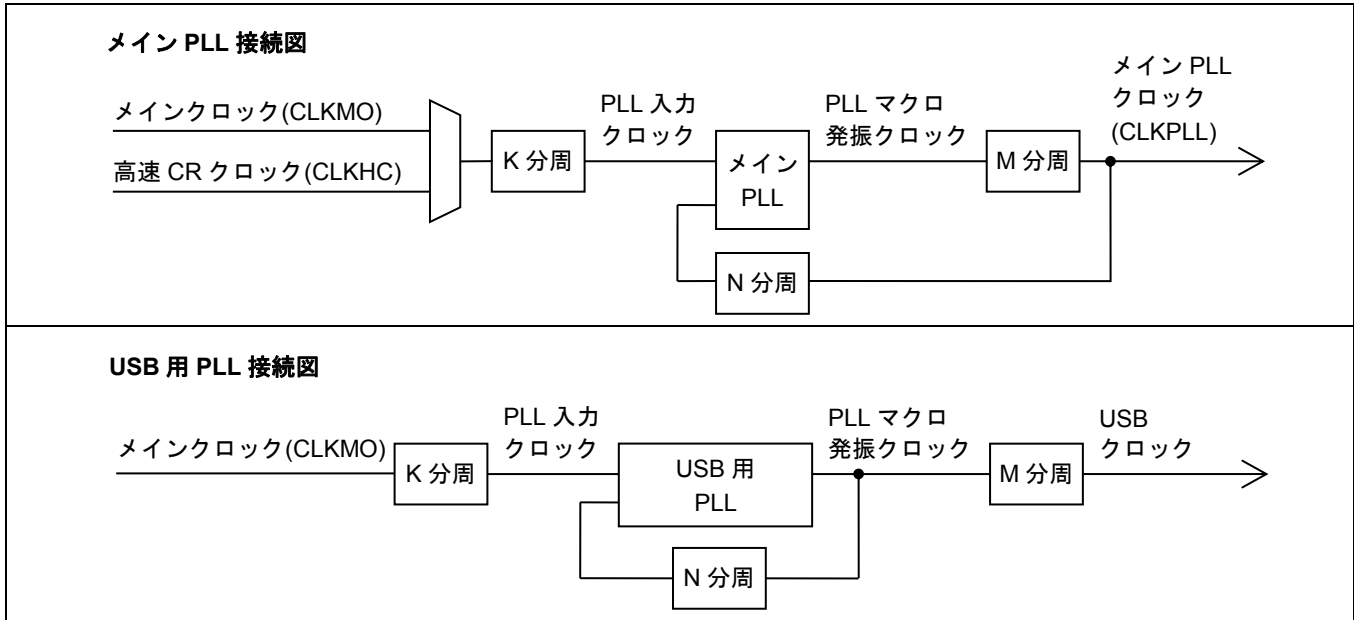 メイン PLL 接続図
メイン PLL
クロック
(CLKPLL)
メインクロック(CLKMO)
高速 CR クロック(CLKHC)
K 分周
PLL 入力
クロック
メイン
PLL
PLL マクロ
発振クロック
M 分周
N 分周
USB 用 PLL 接続図
メインクロック(CLKMO)
K 分周
PLL 入力
クロック
USB 用
PLL
PLL マクロ
発振クロック
M 分周
USB
クロック
N 分周